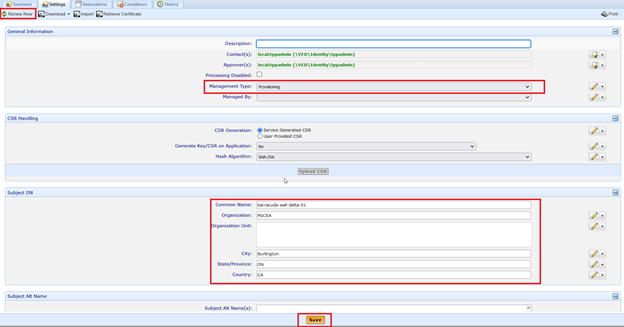 Summary Settings Associations Compliance History
Renew Now Download Import Retrieve Certificate Print
General Information
Description:
Contact(s): local:tppadmin (\VED\Identity\tppadmin)
Approver(s): local:tppadmin (\VED\Identity\tppadmin)
Processing Disabled:
Management Type: Provisioning
Managed By:
CSR Handling
CSR Generation: Service Generated CSR
User Provided CSR
Generate Key/CSR on Application: No
Hash Algorithm: SHA-256
Upload CSR
Subject DN
Common Name: barracuda-waf-delta-01
Organization: PSCSA
Organization Unit:
City: Burlington
State/Province: ON
Country: CA
Subject Alt Name
Subject Alt Name(s):
Save